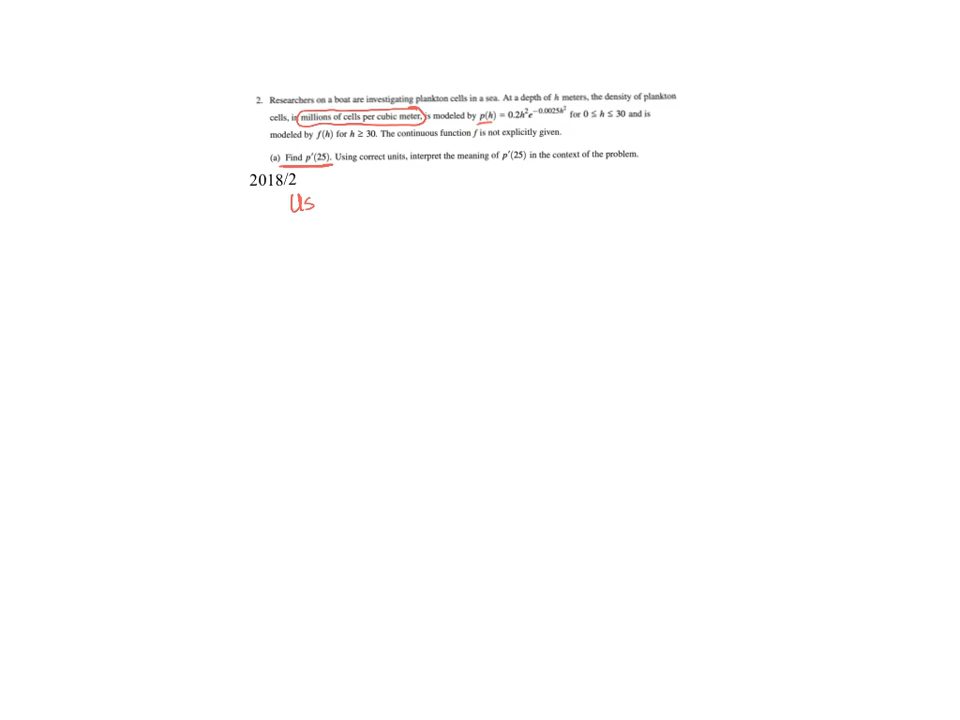 2. Researchers on a boat are investigating plankton cells in a sea. At a depth of h meters, the density of plankton
cells, in millions of cells per cubic meter, is modeled by p(h) = 0.2h²e^−0.0025h² for 0 ≤ h ≤ 30 and is
modeled by f(h) for h ≥ 30. The continuous function f is not explicitly given.
(a) Find p′(25). Using correct units, interpret the meaning of p′(25) in the context of the problem.
2018/2
Us